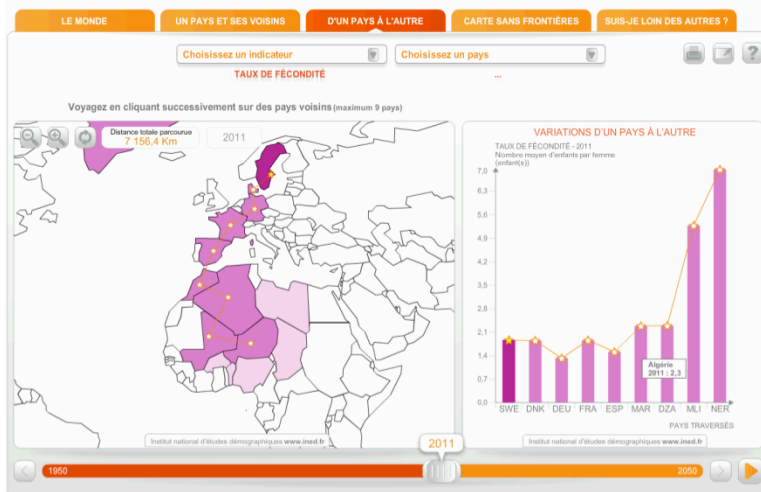 LE MONDE
UN PAYS ET SES VOISINS
D'UN PAYS À L'AUTRE
CARTE SANS FRONTIÈRES
SUIS-JE LOIN DES AUTRES ?
Choisissez un indicateur
Choisissez un pays
?
TAUX DE FÉCONDITÉ
...
Voyagez en cliquant successivement sur des pays voisins (maximum 9 pays)
Distance totale parcourue
7 156,4 Km
2011
VARIATIONS D'UN PAYS À L'AUTRE
TAUX DE FÉCONDITÉ - 2011
Nombre moyen d'enfants par femme
(enfant(s))
7,0
6,3
5,6
4,9
4,2
3,5
2,8
2,1
1,4
0,7
0,0
Algérie
2011 : 2,3
SWE DNK DEU FRA ESP MAR DZA MLI NER
PAYS TRAVERSÉS
Institut national d'études démographiques www.ined.fr
Institut national d'études démographiques www.ined.fr
2011
1950
2050